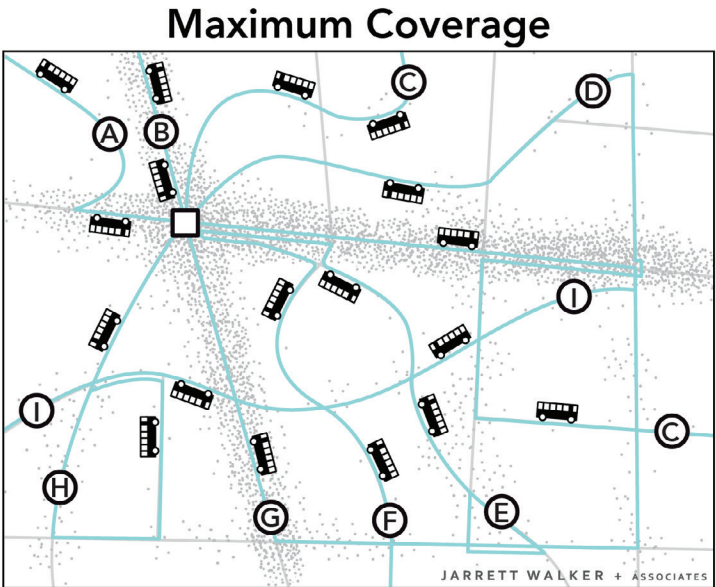 Maximum Coverage
C
D
A
B
I
I
C
H
G
F
E
JARRETT WALKER + ASSOCIATES